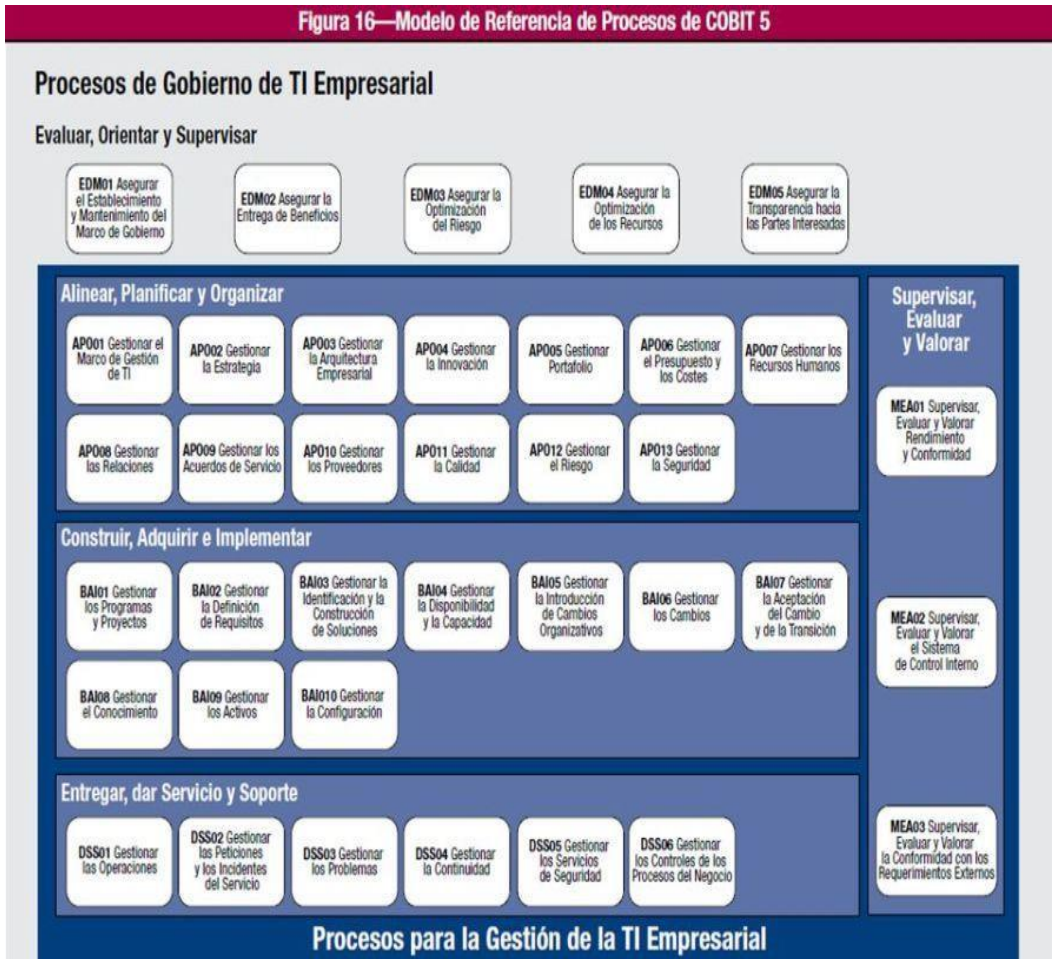 Figura 16—Modelo de Referencia de Procesos de COBIT 5
Procesos de Gobierno de TI Empresarial
Evaluar, Orientar y Supervisar
EDM01 Asegurar
el Establecimiento
y Mantenimiento del
Marco de Gobierno
EDM02 Asegurar la
Entrega de Beneficios
EDM03 Asegurar la
Optimización
del Riesgo
EDM04 Asegurar la
Optimización
de los Recursos
EDM05 Asegurar la
Transparencia hacia
las Partes Interesadas
Alinear, Planificar y Organizar
APO01 Gestionar el
Marco de Gestión
de TI
APO02 Gestionar
la Estrategia
APO03 Gestionar
la Arquitectura
Empresarial
APO04 Gestionar
la Innovación
APO05 Gestionar
Portafolio
APO06 Gestionar
el Presupuesto y
los Costes
APO07 Gestionar los
Recursos Humanos
APO08 Gestionar
las Relaciones
APO09 Gestionar los
Acuerdos de Servicio
APO10 Gestionar
los Proveedores
APO11 Gestionar
la Calidad
APO12 Gestionar
el Riesgo
APO13 Gestionar
la Seguridad
Construir, Adquirir e Implementar
BAI01 Gestionar
los Programas
y Proyectos
BAI02 Gestionar
la Definición
de Requisitos
BAI03 Gestionar la
Identificación y la
Construcción
de Soluciones
BAI04 Gestionar
la Disponibilidad
y la Capacidad
BAI05 Gestionar
la Introducción
de Cambios
Organizativos
BAI06 Gestionar
los Cambios
BAI07 Gestionar
la Aceptación
del Cambio
y de la Transición
BAI08 Gestionar
el Conocimiento
BAI09 Gestionar
los Activos
BAI010 Gestionar
la Configuración
Entregar, dar Servicio y Soporte
DSS01 Gestionar
las Operaciones
DSS02 Gestionar
las Peticiones
y los Incidentes
del Servicio
DSS03 Gestionar
los Problemas
DSS04 Gestionar
la Continuidad
DSS05 Gestionar
los Servicios
de Seguridad
DSS06 Gestionar
los Controles de los
Procesos del Negocio
Supervisar,
Evaluar
y Valorar
MEA01 Supervisar,
Evaluar y Valorar
Rendimiento
y Conformidad
MEA02 Supervisar,
Evaluar y Valorar
el Sistema
de Control Interno
MEA03 Supervisar,
Evaluar y Valorar
la Conformidad con los
Requerimientos Externos
Procesos para la Gestión de la TI Empresarial